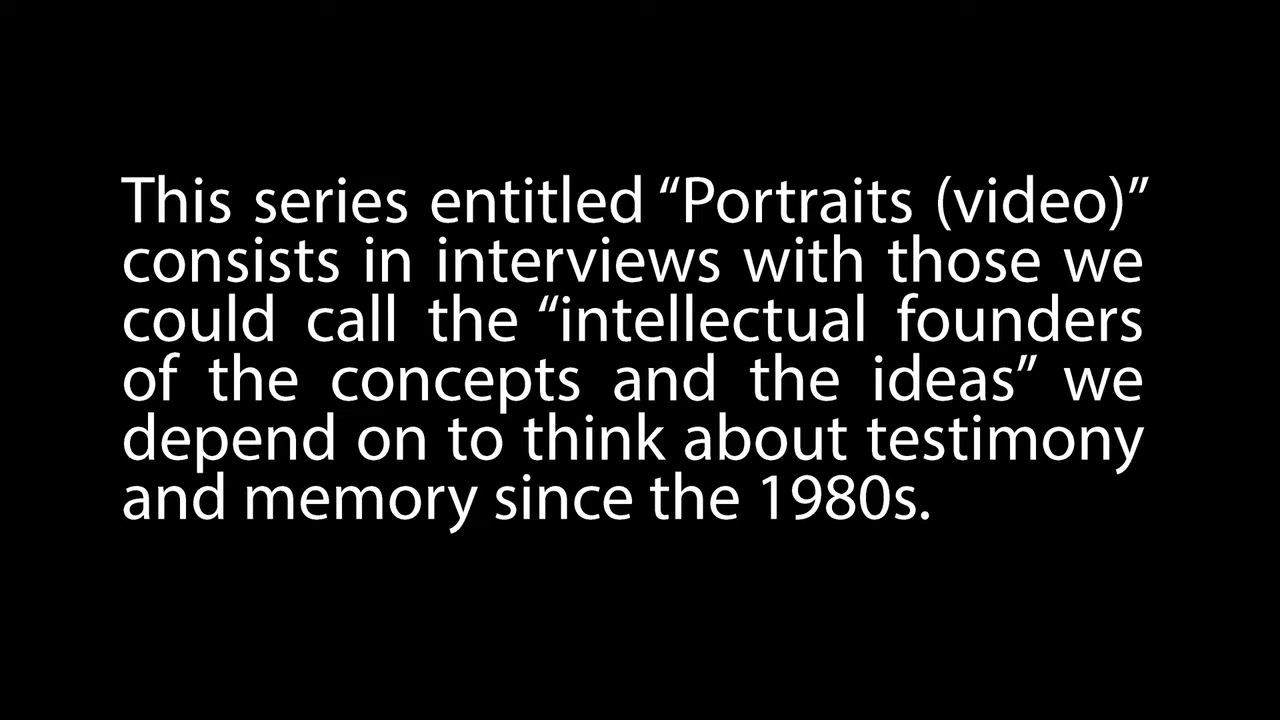 This series entitled “Portraits (video)”
consists in interviews with those we
could call the “intellectual founders
of the concepts and the ideas” we
depend on to think about testimony
and memory since the 1980s.